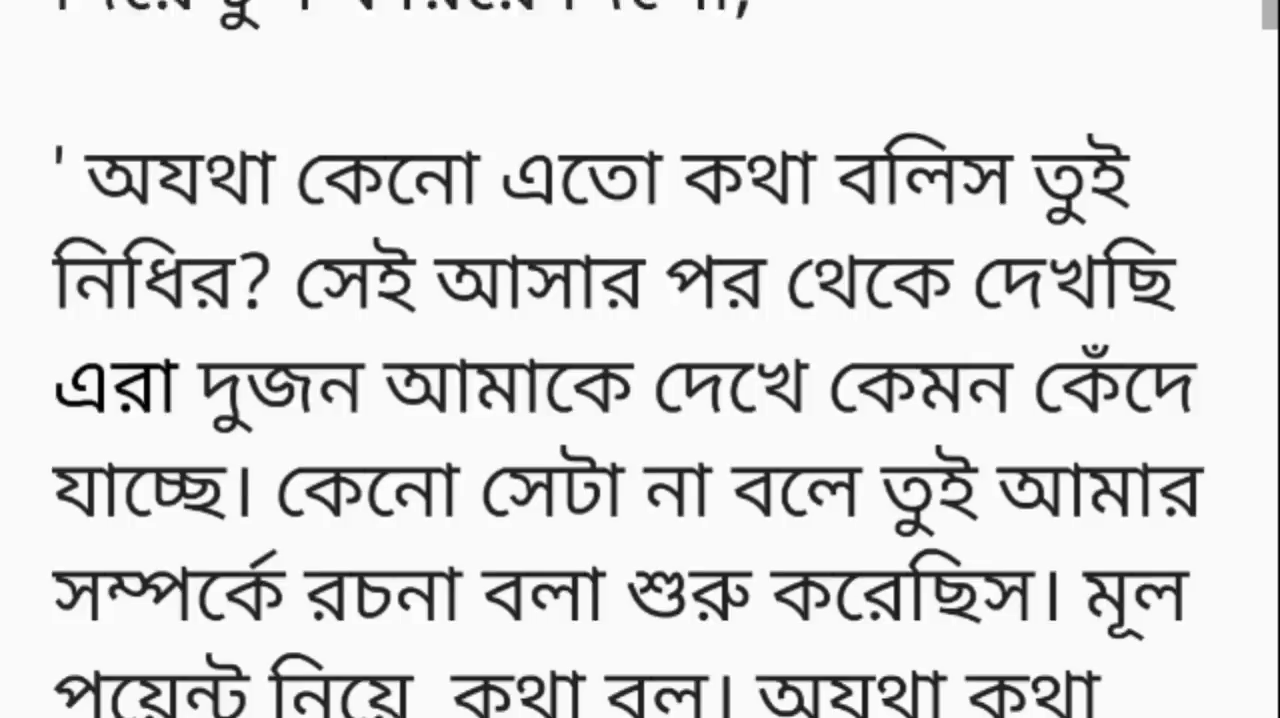 ' অযথা কেনো এতো কথা বলিস তুই
নিধির? সেই আসার পর থেকে দেখছি
এরা দুজন আমাকে দেখে কেমন কেঁদে
যাচ্ছে। কেনো সেটা না বলে তুই আমার
সম্পর্কে রচনা বলা শুরু করেছিস। মূল
পয়েন্ট নিয়ে কথা বল। অযথা কথা